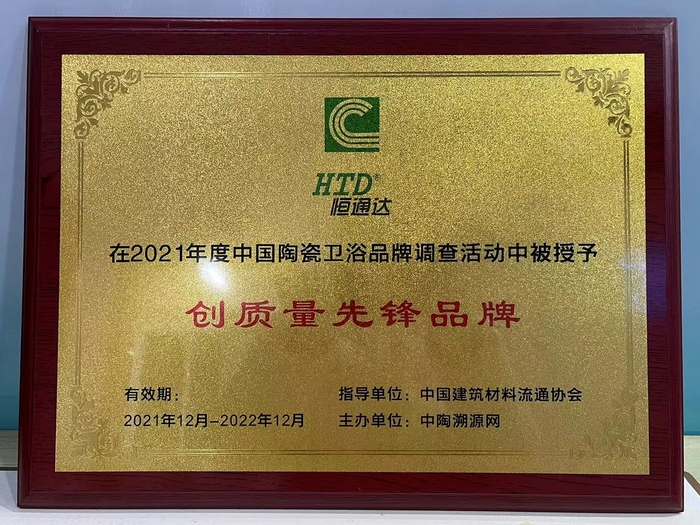 HTD®
恒通达
在2021年度中国陶瓷卫浴品牌调查活动中被授予
创质量先锋品牌
有效期：
2021年12月-2022年12月
指导单位：中国建筑材料流通协会
主办单位：中陶溯源网